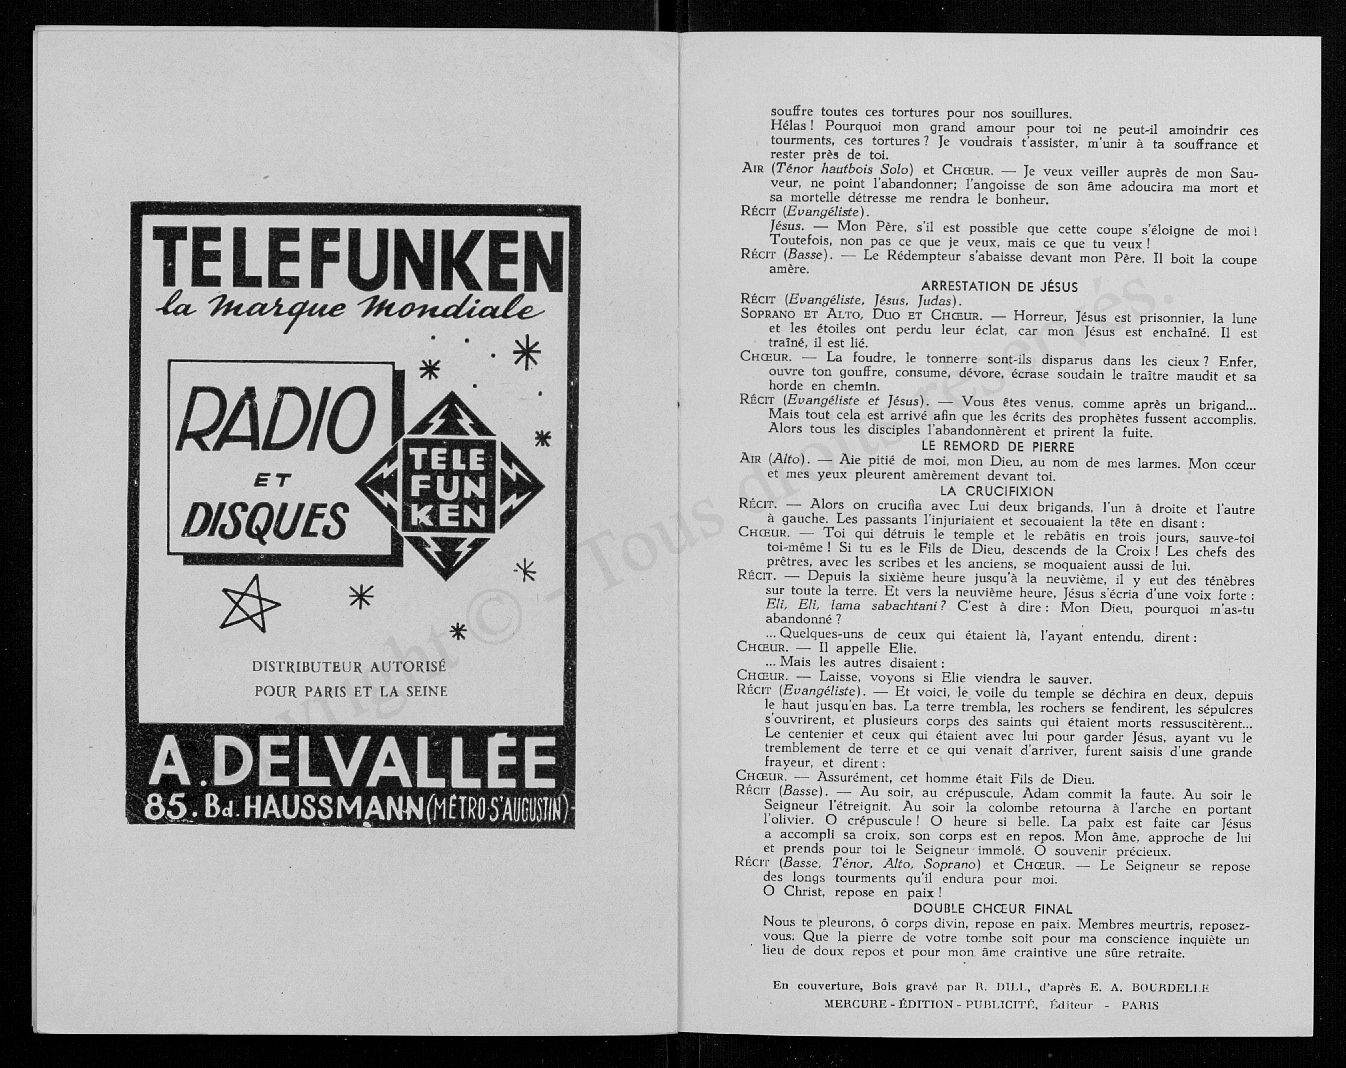 TELEFUNKEN
la marque mondiale
RADIO
ET
DISQUES
TELE
FUN
KEN
DISTRIBUTEUR AUTORISÉ
POUR PARIS ET LA SEINE
A. DELVALLÉE
85. Bd. HAUSSMANN (MÉTRO ST AUGUSTIN)
souffre toutes ces tortures pour nos souillures.
Hélas ! Pourquoi mon grand amour pour toi ne peut-il amoindrir ces
tourments, ces tortures ? Je voudrais t'assister, m'unir à ta souffrance et
rester près de toi.
AIR (Ténor hautbois Solo) et CHŒUR. — Je veux veiller auprès de mon Sau-
veur, ne point l'abandonner; l'angoisse de son âme adoucira ma mort et
sa mortelle détresse me rendra le bonheur.
RÉCIT (Evangéliste).
Jésus. — Mon Père, s'il est possible que cette coupe s'éloigne de moi !
Toutefois, non pas ce que je veux, mais ce que tu veux !
RÉCIT (Basse). — Le Rédempteur s'abaisse devant mon Père. Il boit la coupe
amère.
ARRESTATION DE JÉSUS
RÉCIT (Evangéliste, Jésus, Judas).
SOPRANO ET ALTO, DUO ET CHŒUR. — Horreur, Jésus est prisonnier, la lune
et les étoiles ont perdu leur éclat, car mon Jésus est enchaîné. Il est
traîné, il est lié.
CHŒUR. — La foudre, le tonnerre sont-ils disparus dans les cieux ? Enfer,
ouvre ton gouffre, consume, dévore, écrase soudain le traître maudit et sa
horde en chemin.
RÉCIT (Evangéliste et Jésus). — Vous êtes venus, comme après un brigand...
Mais tout cela est arrivé afin que les écrits des prophètes fussent accomplis.
Alors tous les disciples l'abandonnèrent et prirent la fuite.
LE REMORD DE PIERRE
AIR (Alto). — Aie pitié de moi, mon Dieu, au nom de mes larmes. Mon cœur
et mes yeux pleurent amèrement devant toi.
LA CRUCIFIXION
RÉCIT. — Alors on crucifia avec Lui deux brigands, l'un à droite et l'autre
à gauche. Les passants l'injuriaient et secouaient la tête en disant :
CHŒUR. — Toi qui détruis le temple et le rebâtis en trois jours, sauve-toi
toi-même ! Si tu es le Fils de Dieu, descends de la Croix ! Les chefs des
prêtres, avec les scribes et les anciens, se moquaient aussi de lui.
RÉCIT. — Depuis la sixième heure jusqu'à la neuvième, il y eut des ténèbres
sur toute la terre. Et vers la neuvième heure, Jésus s'écria d'une voix forte :
Eli, Eli, lama sabachtani ? C'est à dire : Mon Dieu, pourquoi m'as-tu
abandonné ?
... Quelques-uns de ceux qui étaient là, l'ayant entendu, dirent :
CHŒUR. — Il appelle Elie.
... Mais les autres disaient :
CHŒUR. — Laisse, voyons si Elie viendra le sauver.
RÉCIT (Evangéliste). — Et voici, le voile du temple se déchira en deux, depuis
le haut jusqu'en bas. La terre trembla, les rochers se fendirent, les sépulcres
s'ouvrirent, et plusieurs corps des saints qui étaient morts ressuscitèrent...
Le centenier et ceux qui étaient avec lui pour garder Jésus, ayant vu le
tremblement de terre et ce qui venait d'arriver, furent saisis d'une grande
frayeur, et dirent :
CHŒUR. — Assurément, cet homme était Fils de Dieu.
RÉCIT (Basse). — Au soir, au crépuscule, Adam commit la faute. Au soir le
Seigneur l'étreignit. Au soir la colombe retourna à l'arche en portant
l'olivier. O crépuscule ! O heure si belle. La paix est faite car Jésus
a accompli sa croix, son corps est en repos. Mon âme, approche de lui
et prends pour toi le Seigneur immolé. O souvenir précieux.
RÉCIT (Basse, Ténor, Alto, Soprano) et CHŒUR. — Le Seigneur se repose
des longs tourments qu'il endura pour moi.
O Christ, repose en paix !
DOUBLE CHŒUR FINAL
Nous te pleurons, ô corps divin, repose en paix. Membres meurtris, reposez-
vous. Que la pierre de votre tombe soit pour ma conscience inquiète un
lieu de doux repos et pour mon âme craintive une sûre retraite.
En couverture, Bois gravé par R. DILL, d'après E. A. BOURDELLE
MERCURE - ÉDITION - PUBLICITÉ, Éditeur - PARIS
yright © - Tous droits réservés.